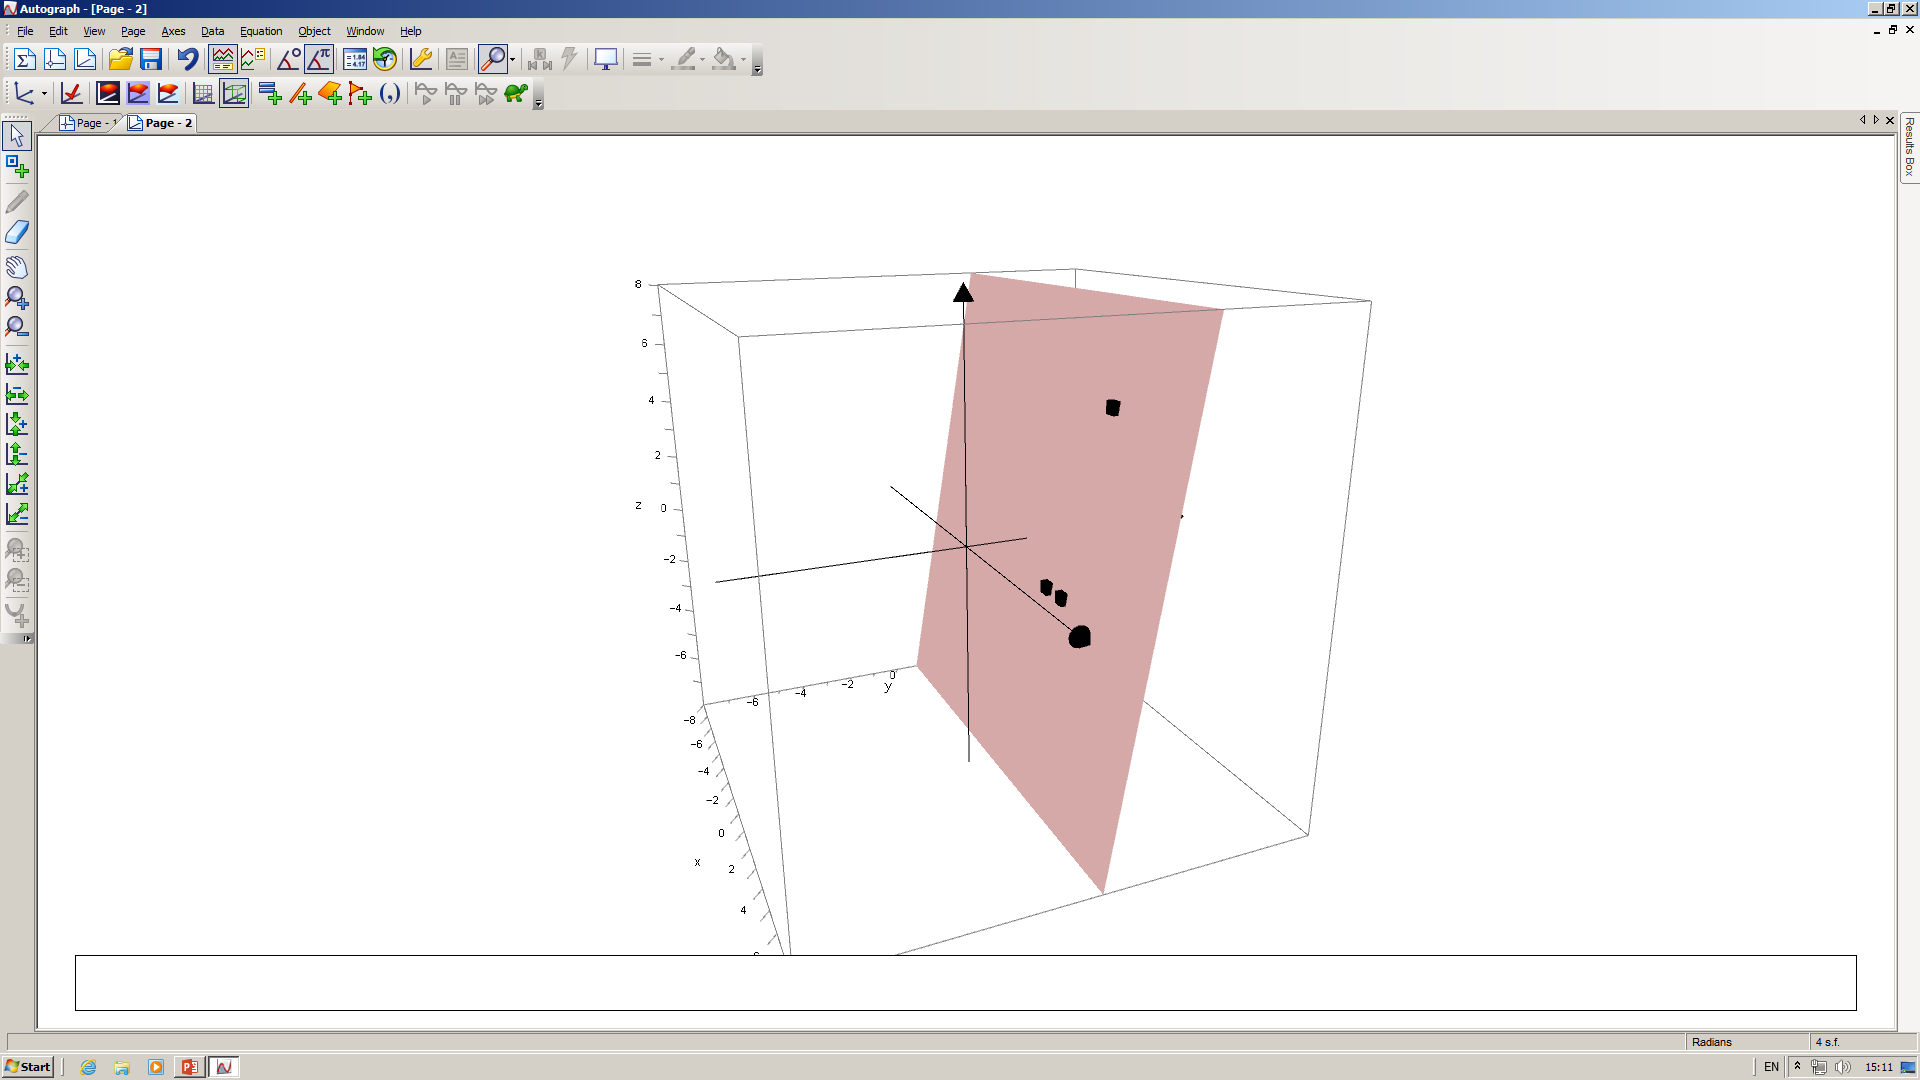 Autograph - [Page - 2]
File Edit View Page Axes Data Equation Object Window Help
Page - 
Page - 2
Results Box
8
6
4
2
z 0
-2
-4
-6
0
y
-2
-4
-6
-8
-6
-4
-2
0
x
2
4
Radians
4 s.f.
Start
EN
15:11